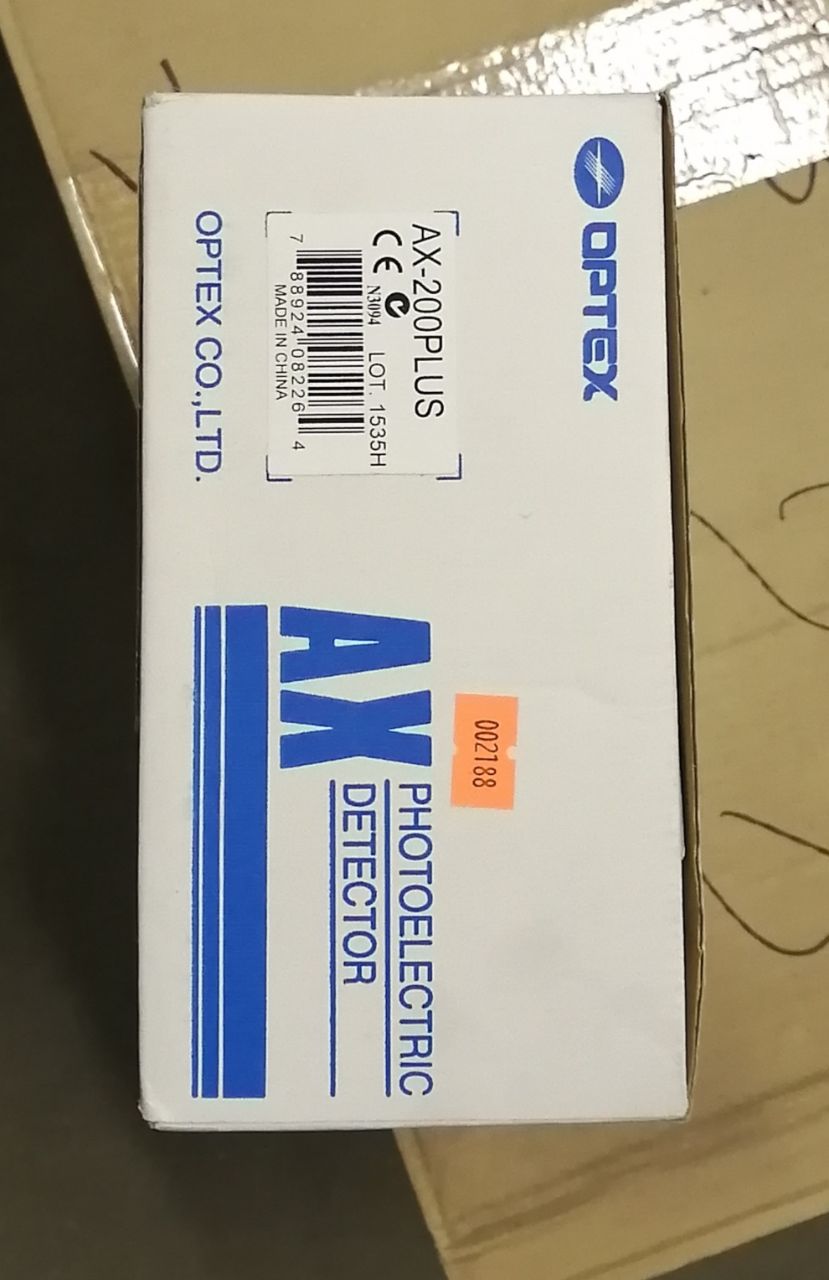 OPTEX
AX-200PLUS
CE N3094 LOT. 1535H
7 88924 08226 4
MADE IN CHINA
OPTEX CO.,LTD.
002188
AX PHOTOELECTRIC
DETECTOR